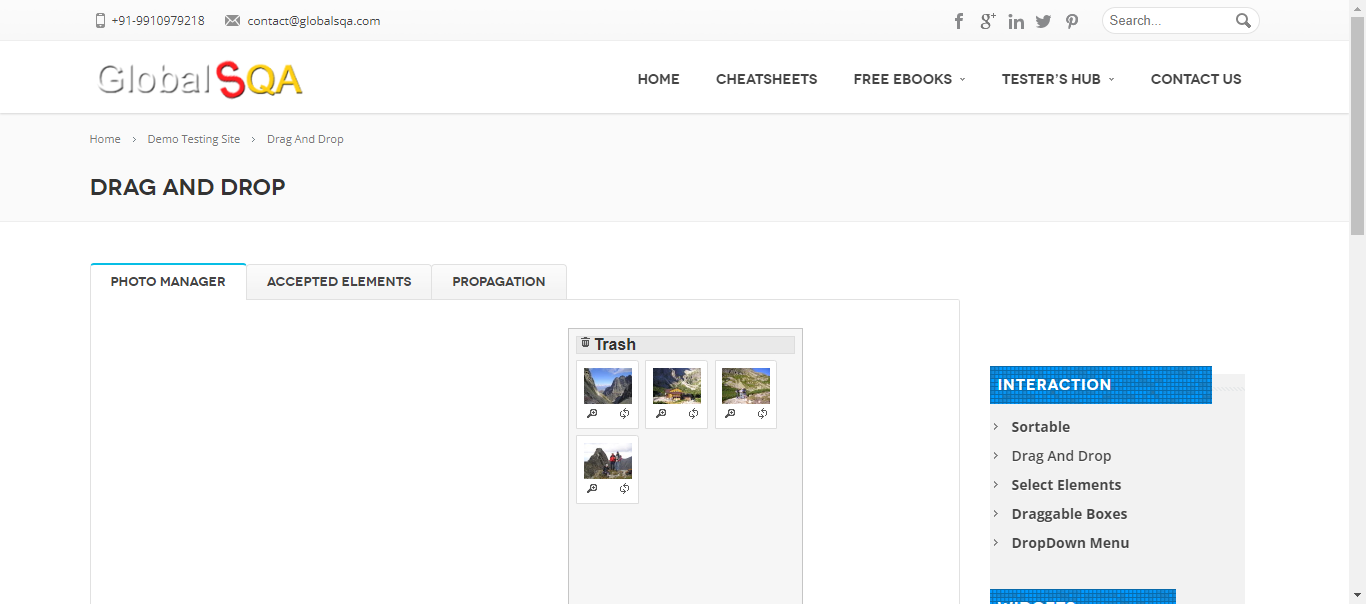 +91-9910979218 contact@globalsqa.com Search...
GlobalSQA
HOME CHEATSHEETS FREE EBOOKS TESTER'S HUB CONTACT US
Home › Demo Testing Site › Drag And Drop
DRAG AND DROP
PHOTO MANAGER ACCEPTED ELEMENTS PROPAGATION
Trash
INTERACTION
Sortable
Drag And Drop
Select Elements
Draggable Boxes
DropDown Menu